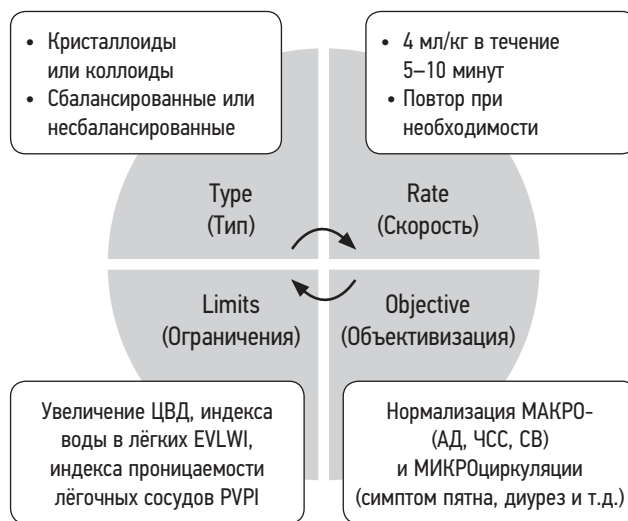 • Кристаллоиды
или коллоиды
• Сбалансированные или
несбалансированные
• 4 мл/кг в течение
5–10 минут
• Повтор при
необходимости
Type
(Тип)
Rate
(Скорость)
Limits
(Ограничения)
Objective
(Объективизация)
Увеличение ЦВД, индекса
воды в лёгких EVLWI,
индекса проницаемости
лёгочных сосудов PVPI
Нормализация МАКРО-
(АД, ЧСС, СВ)
и МИКРОциркуляции
(симптом пятна, диурез и т.д.)